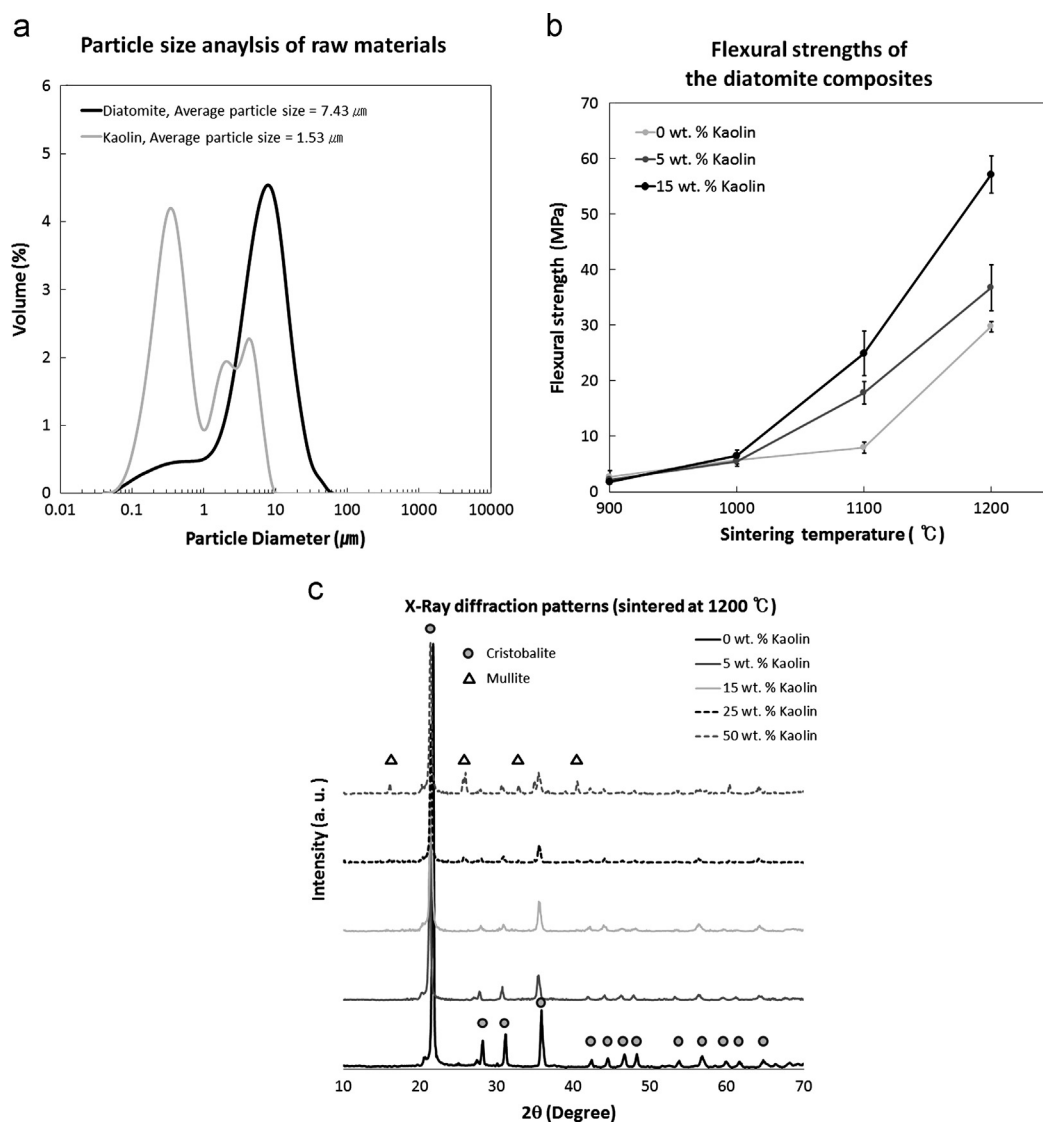 a
Particle size anaylsis of raw materials
6
5
4
3
2
1
0
Volume (%)
Diatomite, Average particle size = 7.43 ㎛
Kaolin, Average particle size = 1.53 ㎛
0.01 0.1 1 10 100 1000 10000
Particle Diameter (㎛)
b
Flexural strengths of
the diatomite composites
70
60
50
40
30
20
10
0
Flexural strength (MPa)
0 wt. % Kaolin
5 wt. % Kaolin
15 wt. % Kaolin
900 1000 1100 1200
Sintering temperature ( ℃)
c
X-Ray diffraction patterns (sintered at 1200 ℃)
Cristobalite
Mullite
0 wt. % Kaolin
5 wt. % Kaolin
15 wt. % Kaolin
25 wt. % Kaolin
50 wt. % Kaolin
Intensity (a. u.)
10 20 30 40 50 60 70
2θ (Degree)